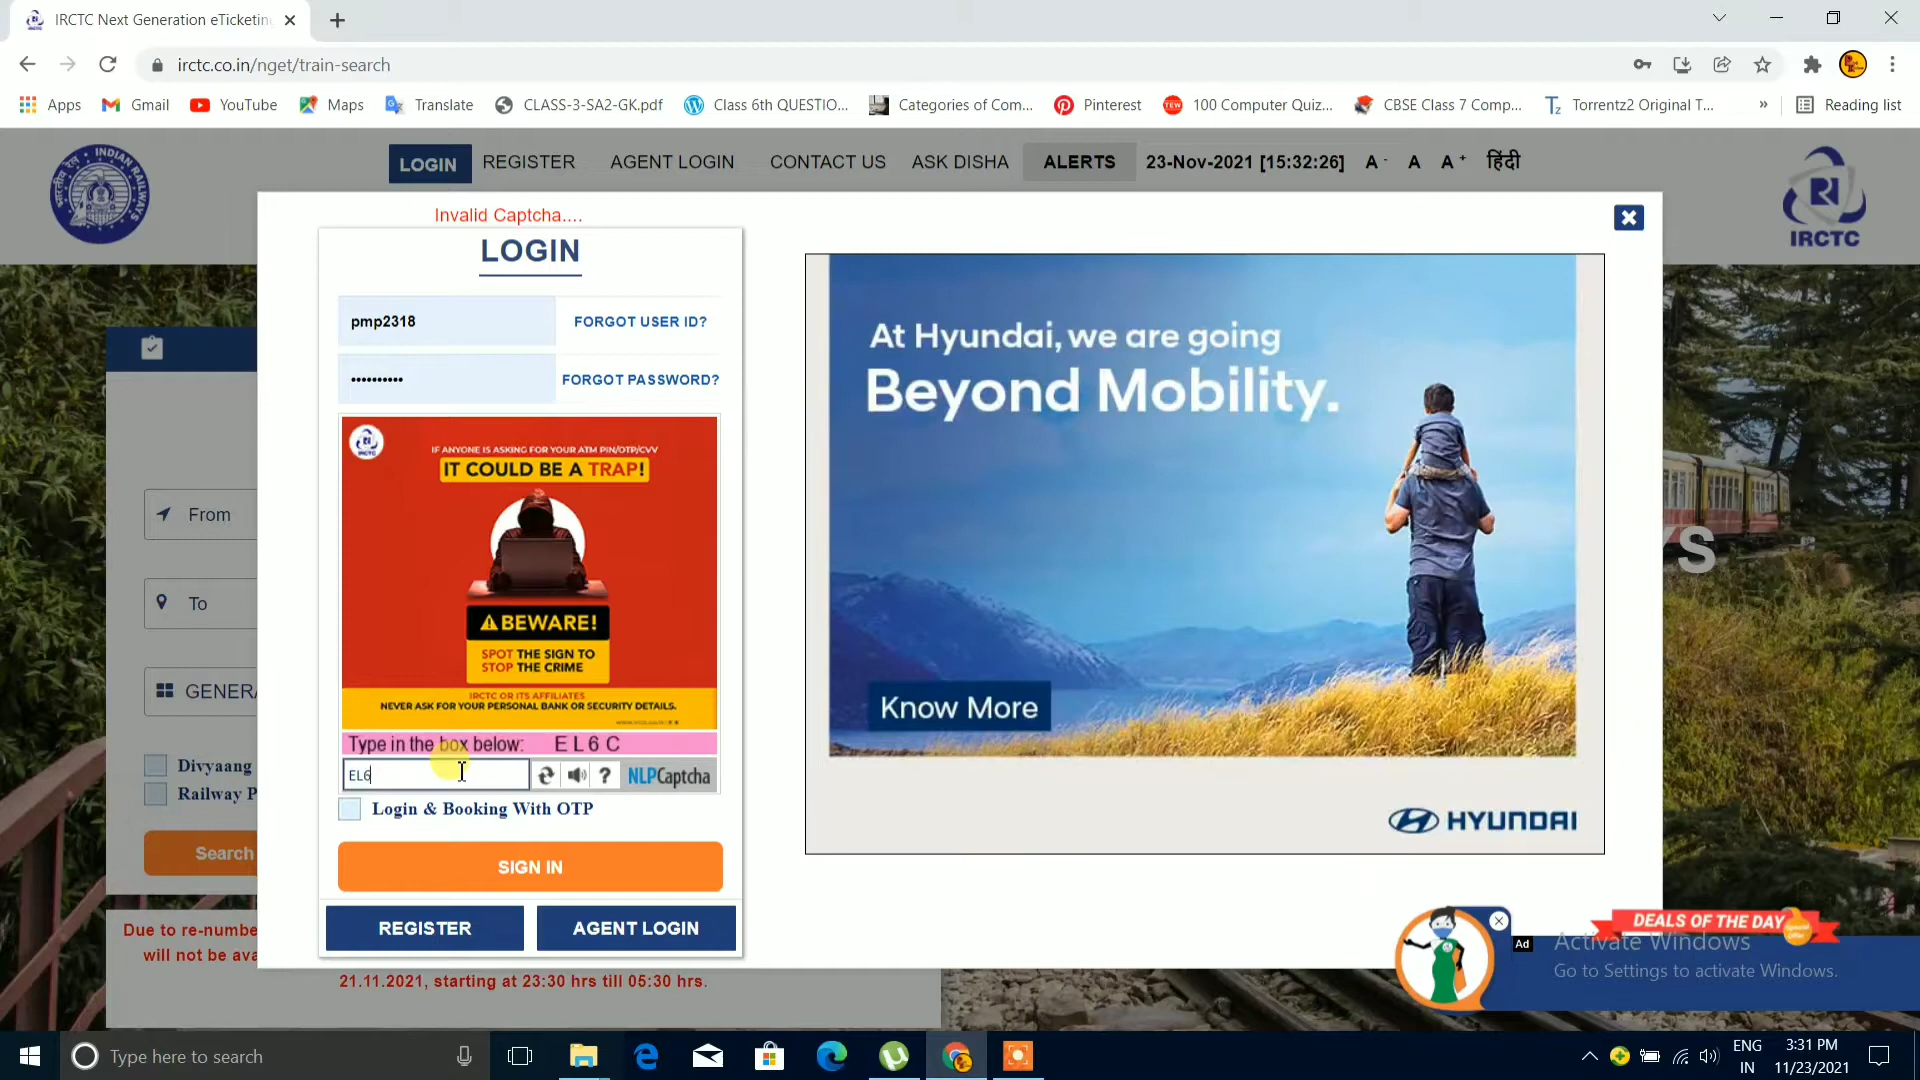 IRCTC Next Generation eTicketing
irctc.co.in/nget/train-search
Apps
Gmail
YouTube
Maps
Translate
CLASS-3-SA2-GK.pdf
Class 6th QUESTIO...
Categories of Com...
Pinterest
100 Computer Quiz...
CBSE Class 7 Comp...
Torrentz2 Original T...
»
Reading list
LOGIN
REGISTER
AGENT LOGIN
CONTACT US
ASK DISHA
ALERTS
23-Nov-2021 [15:32:26]
A -
A
A +
हिंदी
INDIAN RAILWAYS
भारतीय रेल
IRCTC
Invalid Captcha....
LOGIN
pmp2318
FORGOT USER ID?
••••••••••
FORGOT PASSWORD?
IRCTC
IF ANYONE IS ASKING FOR YOUR ATM PIN/OTP/CVV
IT COULD BE A TRAP!
BEWARE!
SPOT THE SIGN TO
STOP THE CRIME
IRCTC OR ITS AFFILIATES
NEVER ASK FOR YOUR PERSONAL BANK OR SECURITY DETAILS.
Type in the box below: E L 6 C
EL6
?
NLPCaptcha
Login & Booking With OTP
SIGN IN
REGISTER
AGENT LOGIN
At Hyundai, we are going
Beyond Mobility.
Know More
HYUNDAI
From
To
GENERA
Divyaang
Railway P
Search
YS
Due to re-numbe
will not be ava
21.11.2021, starting at 23:30 hrs till 05:30 hrs.
DEALS OF THE DAY
Special Offer
Ad
Activate Windows
Go to Settings to activate Windows.
Type here to search
ENG
IN
3:31 PM
11/23/2021